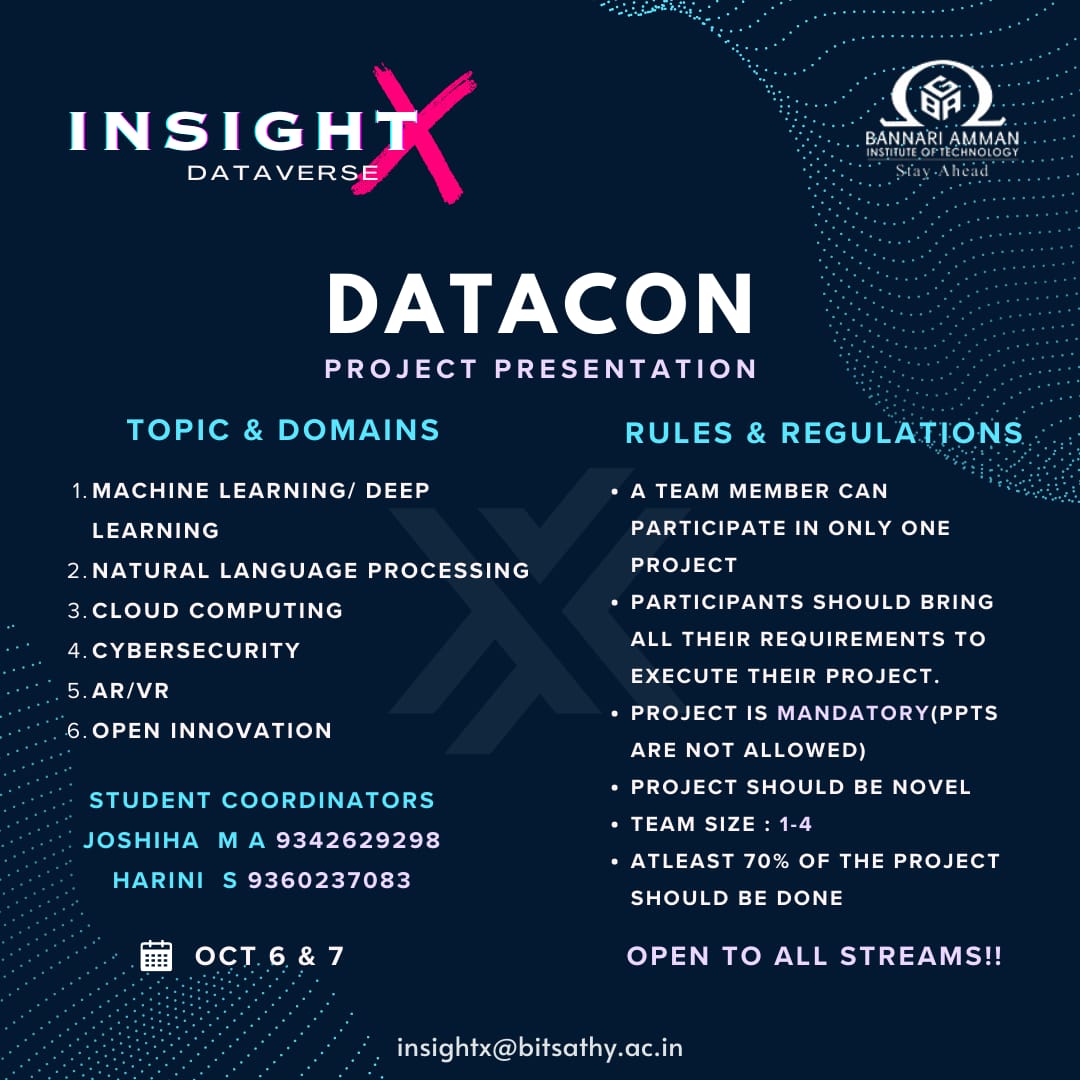 INSIGHT X
DATAVERSE
GBA
BANNARI AMMAN
INSTITUTE OF TECHNOLOGY
Stay Ahead
DATACON
PROJECT PRESENTATION
TOPIC & DOMAINS
1. MACHINE LEARNING/ DEEP
LEARNING
2. NATURAL LANGUAGE PROCESSING
3. CLOUD COMPUTING
4. CYBERSECURITY
5. AR/VR
6. OPEN INNOVATION
STUDENT COORDINATORS
JOSHIHA M A 9342629298
HARINI S 9360237083
OCT 6 & 7
RULES & REGULATIONS
• A TEAM MEMBER CAN
PARTICIPATE IN ONLY ONE
PROJECT
• PARTICIPANTS SHOULD BRING
ALL THEIR REQUIREMENTS TO
EXECUTE THEIR PROJECT.
• PROJECT IS MANDATORY(PPTS
ARE NOT ALLOWED)
• PROJECT SHOULD BE NOVEL
• TEAM SIZE : 1-4
• ATLEAST 70% OF THE PROJECT
SHOULD BE DONE
OPEN TO ALL STREAMS!!
insightx@bitsathy.ac.in